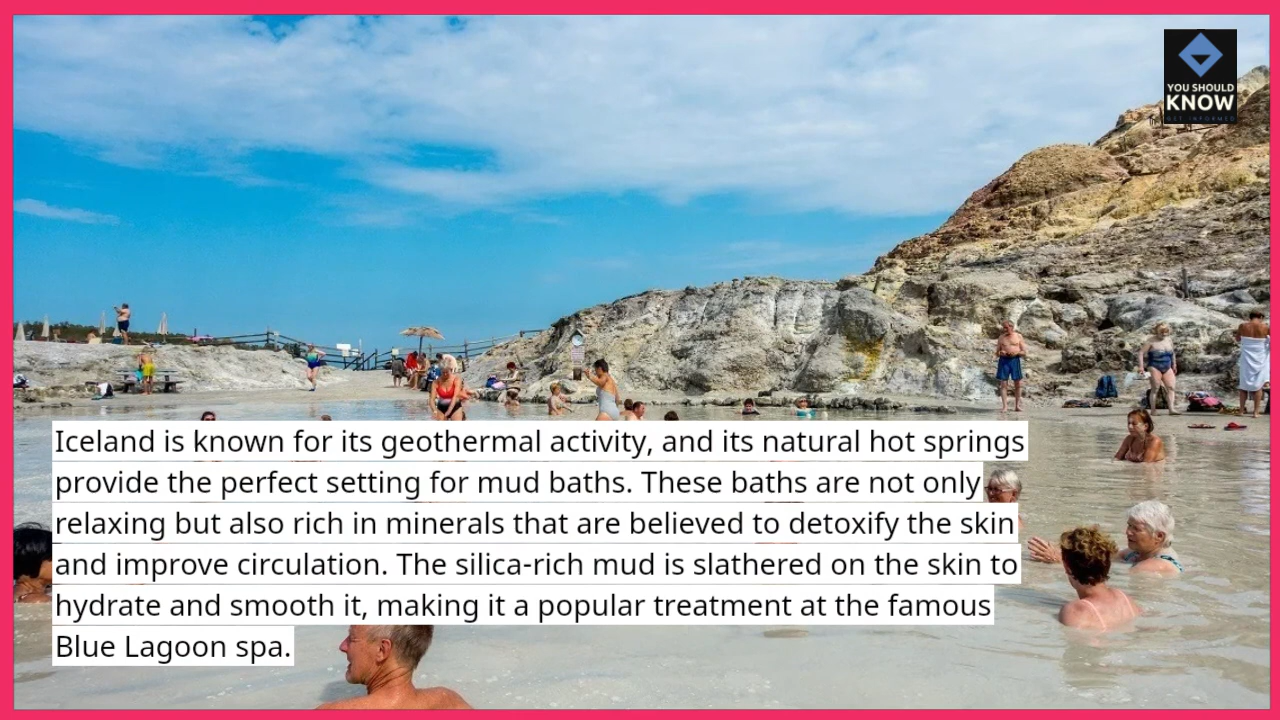 YOU SHOULD
KNOW
GET INFORMED
Iceland is known for its geothermal activity, and its natural hot springs
provide the perfect setting for mud baths. These baths are not only
relaxing but also rich in minerals that are believed to detoxify the skin
and improve circulation. The silica-rich mud is slathered on the skin to
hydrate and smooth it, making it a popular treatment at the famous
Blue Lagoon spa.